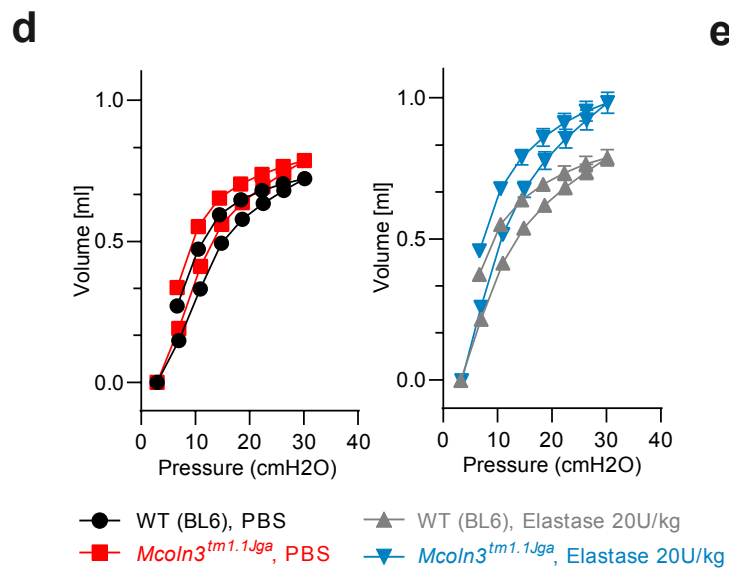 d
e
Volume [ml]
1.0
0.5
0.0
0 10 20 30 40
Pressure (cmH2O)
Volume [ml]
1.0
0.5
0.0
0 10 20 30 40
Pressure (cmH2O)
WT (BL6), PBS
Mcoln3tm1.1Jga, PBS
WT (BL6), Elastase 20U/kg
Mcoln3tm1.1Jga, Elastase 20U/kg